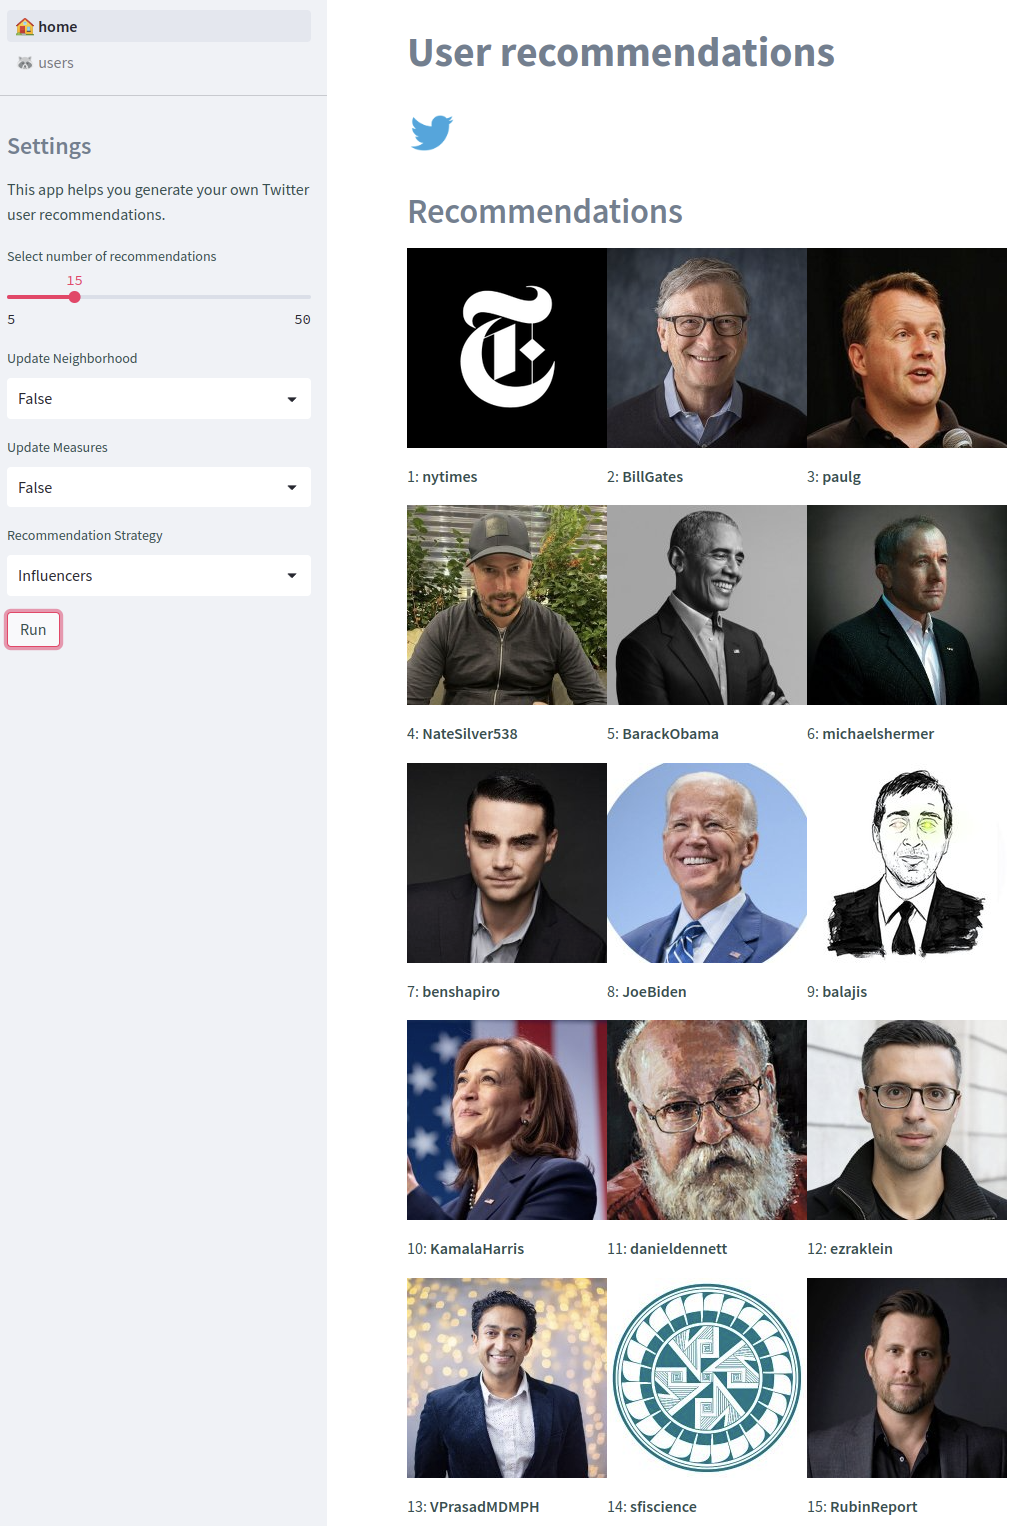 home
users
Settings
This app helps you generate your own Twitter
user recommendations.
Select number of recommendations
15
5 50
Update Neighborhood
False
Update Measures
False
Recommendation Strategy
Influencers
Run
User recommendations
Recommendations
1: nytimes
2: BillGates
3: paulg
4: NateSilver538
5: BarackObama
6: michaelshermer
7: benshapiro
8: JoeBiden
9: balajis
10: KamalaHarris
11: danieldennett
12: ezraklein
13: VPrasadMDMPH
14: sfiscience
15: RubinReport